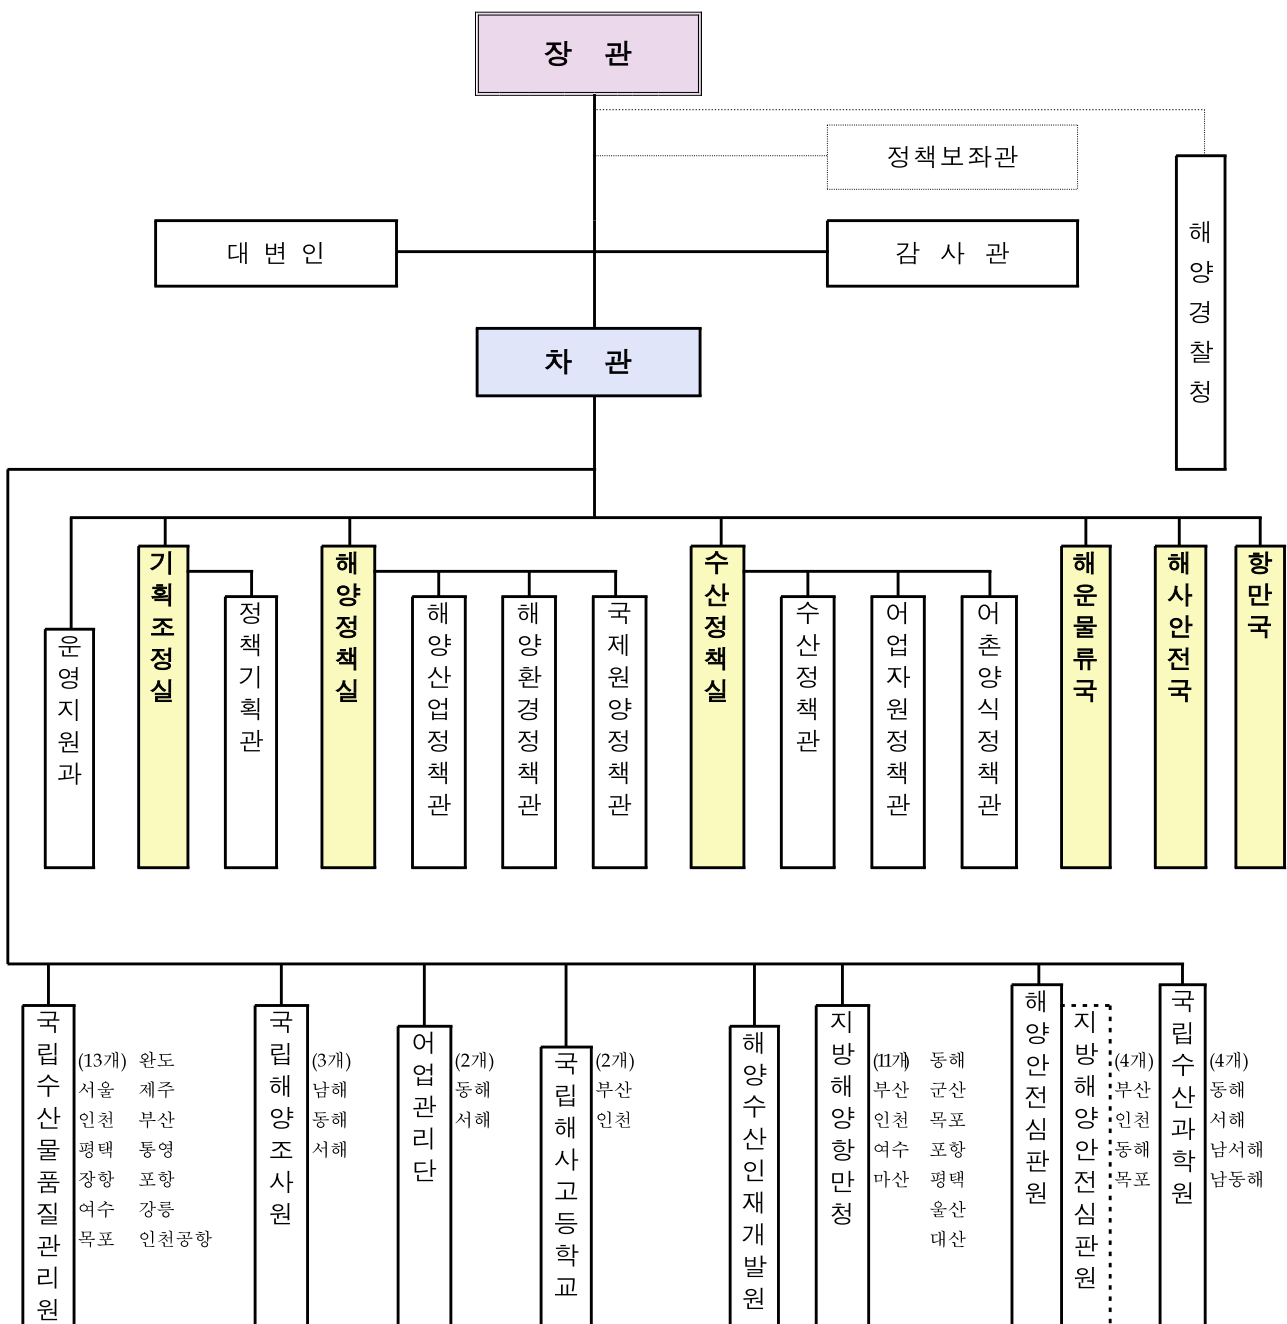 장 관
정책보좌관
해양경찰청
대 변 인
감 사 관
차 관
운영지원과
기획조정실
정책기획관
해양정책실
해양산업정책관
해양환경정책관
국제원양정책관
수산정책실
수산정책관
어업자원정책관
어촌양식정책관
해운물류국
해사안전국
항만국
국립수산물품질관리원
(13개) 완도
서울 제주
인천 부산
평택 통영
장항 포항
여수 강릉
목포 인천공항
국립해양조사원
(3개)
남해
동해
서해
어업관리단
(2개)
동해
서해
국립해사고등학교
(2개)
부산
인천
해양수산인재개발원
지방해양항만청
(11개) 동해
부산 군산
인천 목포
여수 포항
마산 평택
울산
대산
해양안전심판원
지방해양안전심판원
(4개)
부산
인천
동해
목포
국립수산과학원
(4개)
동해
서해
남서해
남동해